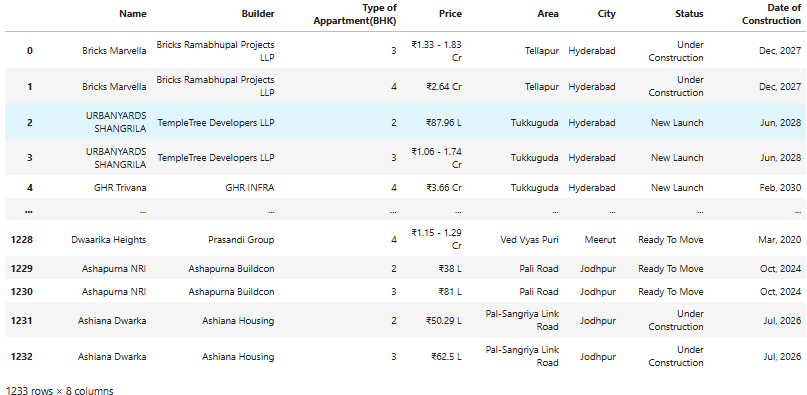 Name Builder Type of Appartment(BHK) Price Area City Status Date of Construction
0 Bricks Marvella Bricks Ramabhupal Projects LLP 3 ₹1.33 - 1.83 Cr Tellapur Hyderabad Under Construction Dec, 2027
1 Bricks Marvella Bricks Ramabhupal Projects LLP 4 ₹2.64 Cr Tellapur Hyderabad Under Construction Dec, 2027
2 URBANYARDS SHANGRILA TempleTree Developers LLP 2 ₹87.96 L Tukkuguda Hyderabad New Launch Jun, 2028
3 URBANYARDS SHANGRILA TempleTree Developers LLP 3 ₹1.06 - 1.74 Cr Tukkuguda Hyderabad New Launch Jun, 2028
4 GHR Trivana GHR INFRA 4 ₹3.66 Cr Tukkuguda Hyderabad New Launch Feb, 2030
... ... ... ... ... ... ... ... ...
1228 Dwaarika Heights Prasandi Group 4 ₹1.15 - 1.29 Cr Ved Vyas Puri Meerut Ready To Move Mar, 2020
1229 Ashapurna NRI Ashapurna Buildcon 2 ₹38 L Pali Road Jodhpur Ready To Move Oct, 2024
1230 Ashapurna NRI Ashapurna Buildcon 3 ₹81 L Pali Road Jodhpur Ready To Move Oct, 2024
1231 Ashiana Dwarka Ashiana Housing 2 ₹50.29 L Pal-Sangriya Link Road Jodhpur Under Construction Jul, 2026
1232 Ashiana Dwarka Ashiana Housing 3 ₹62.5 L Pal-Sangriya Link Road Jodhpur Under Construction Jul, 2026
1233 rows × 8 columns